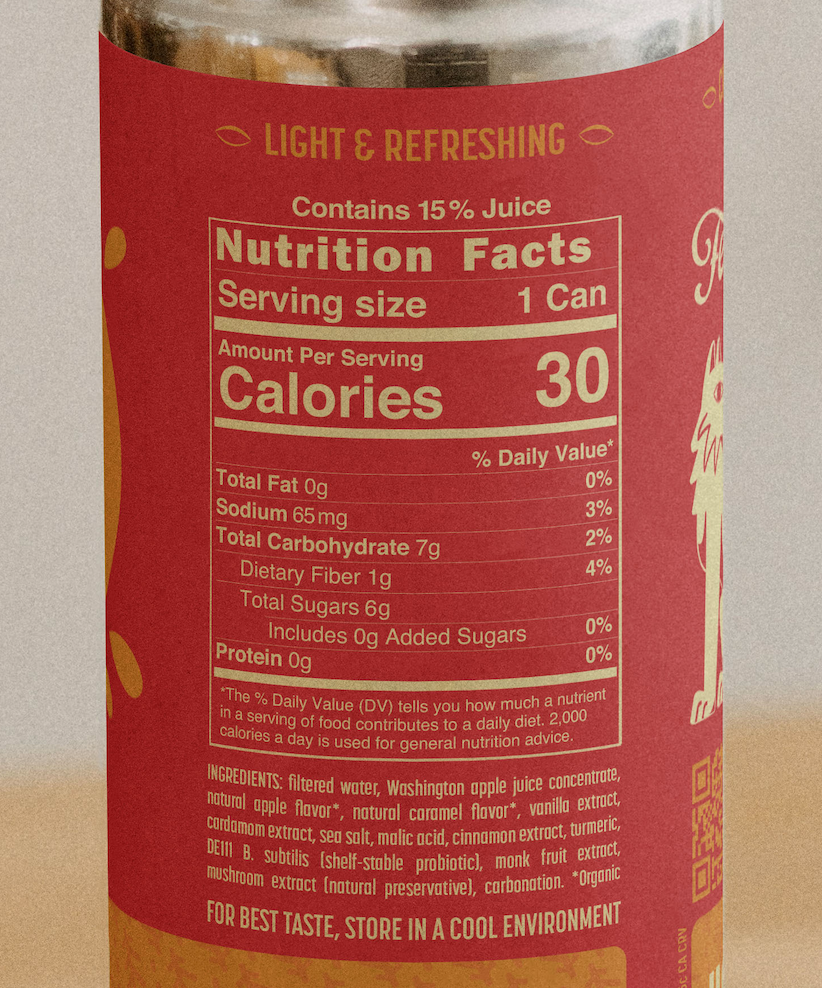 LIGHT & REFRESHING
Contains 15% Juice
Nutrition Facts
Serving size 1 Can
Amount Per Serving
Calories 30
% Daily Value*
Total Fat 0g 0%
Sodium 65mg 3%
Total Carbohydrate 7g 2%
Dietary Fiber 1g 4%
Total Sugars 6g
Includes 0g Added Sugars 0%
Protein 0g 0%
*The % Daily Value (DV) tells you how much a nutrient
in a serving of food contributes to a daily diet. 2,000
calories a day is used for general nutrition advice.
INGREDIENTS: filtered water, Washington apple juice concentrate,
natural apple flavor*, natural caramel flavor*, vanilla extract,
cardamom extract, sea salt, malic acid, cinnamon extract, turmeric,
DE111 B. subtilis (shelf-stable probiotic), monk fruit extract,
mushroom extract (natural preservative), carbonation. *Organic
FOR BEST TASTE, STORE IN A COOL ENVIRONMENT
CA CRV